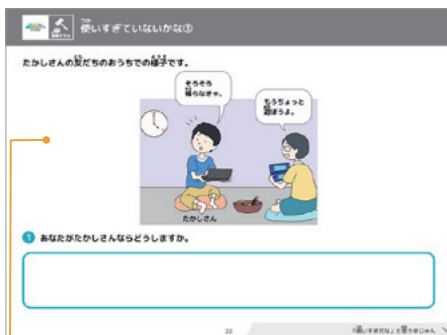 使いすぎていないかな③
たかしさんの友だちのおうちでの様子です。
そろそろ
帰らなきゃ。
もうちょっと
遊ぼうよ。
たかしさん
1 あなたがたかしさんならどうしますか。